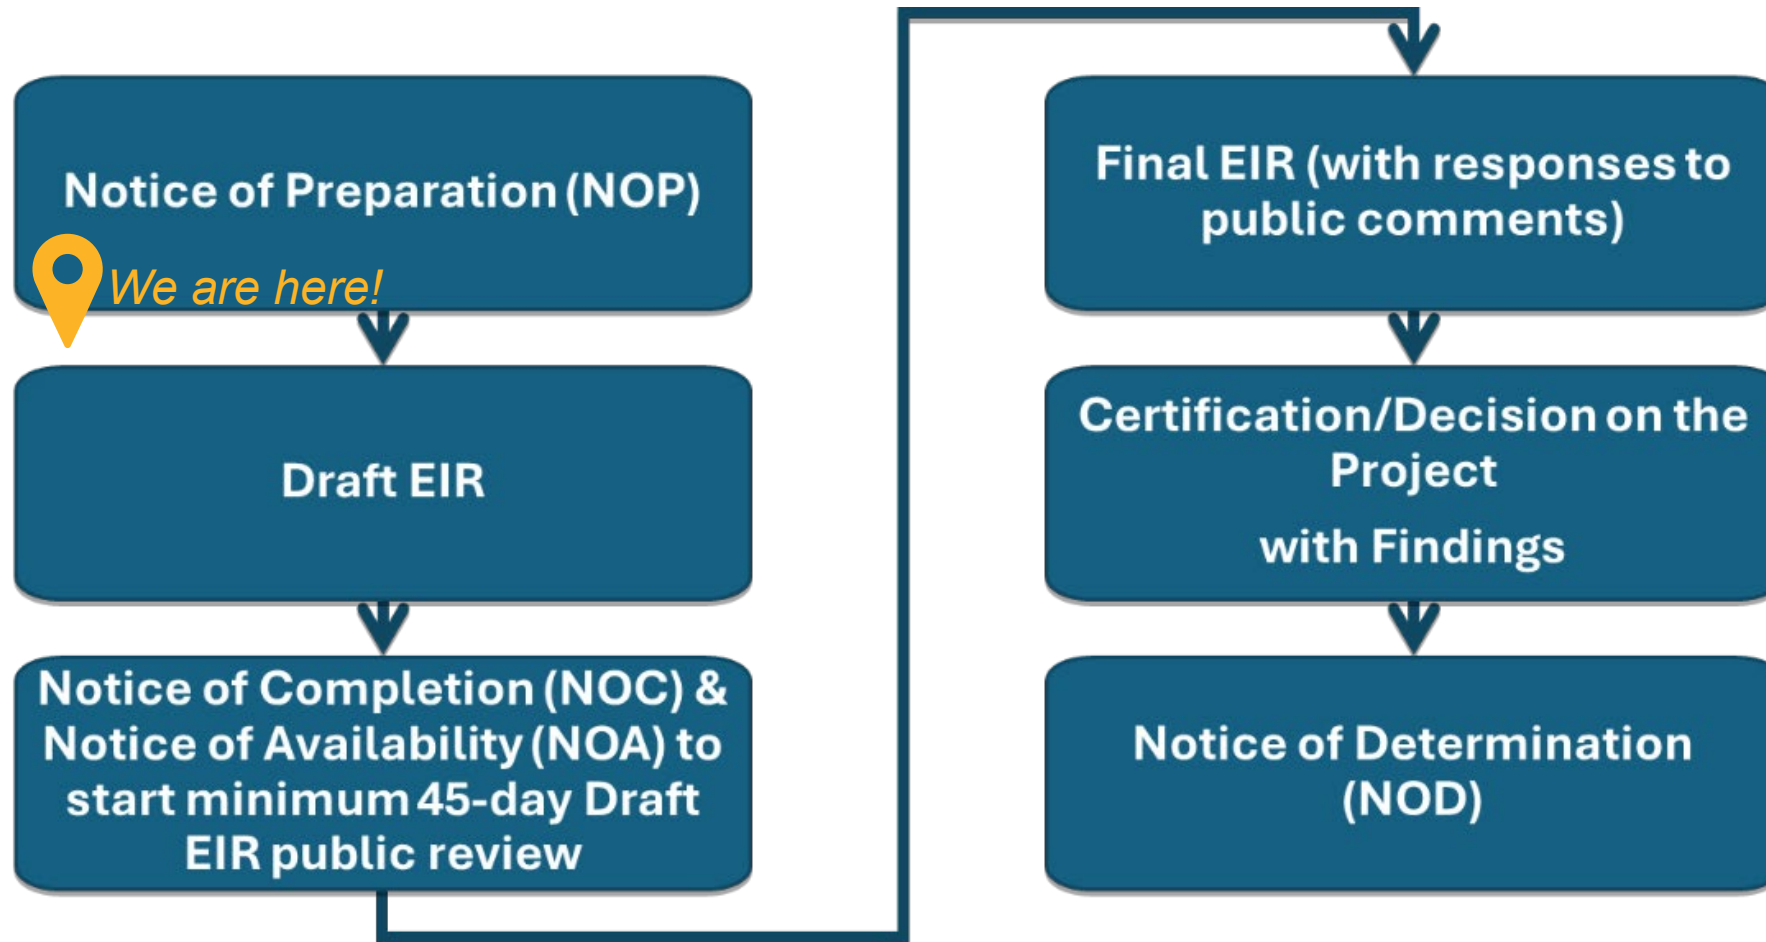 Notice of Preparation (NOP)
We are here!
Draft EIR
Notice of Completion (NOC) &
Notice of Availability (NOA) to
start minimum 45-day Draft
EIR public review
Final EIR (with responses to
public comments)
Certification/Decision on the
Project
with Findings
Notice of Determination
(NOD)